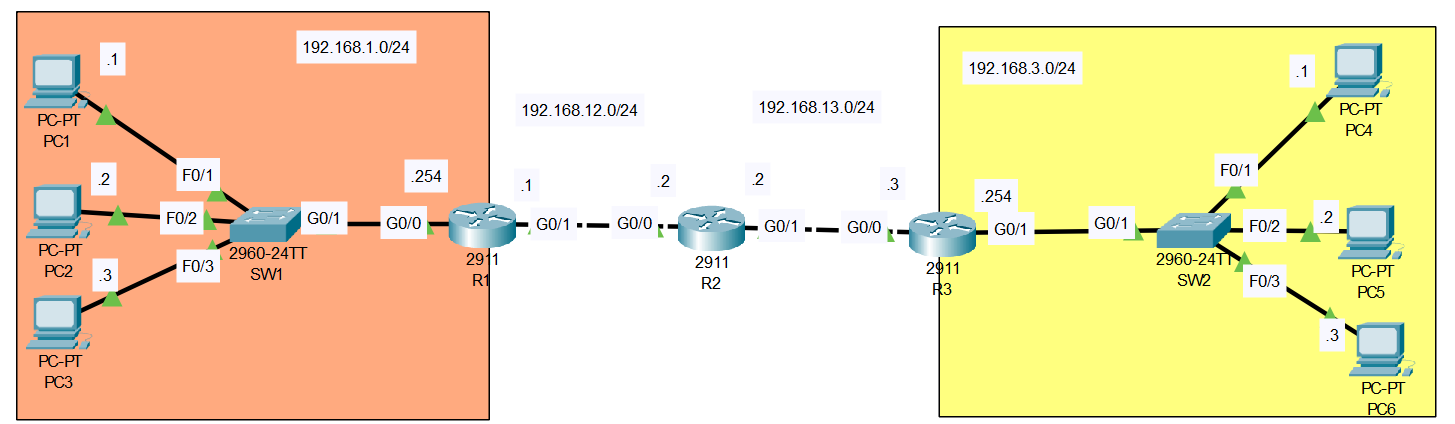 192.168.1.0/24
.1
PC-PT
PC1
F0/1
.2
F0/2
PC-PT
PC2
.3
F0/3
PC-PT
PC3
2960-24TT
SW1
G0/1
.254
G0/0
2911
R1
192.168.12.0/24
.1
G0/1
.2
G0/0
2911
R2
192.168.13.0/24
.2
G0/1
.3
G0/0
2911
R3
192.168.3.0/24
.254
G0/1
G0/1
2960-24TT
SW2
F0/1
.1
PC-PT
PC4
F0/2
.2
PC-PT
PC5
F0/3
.3
PC-PT
PC6